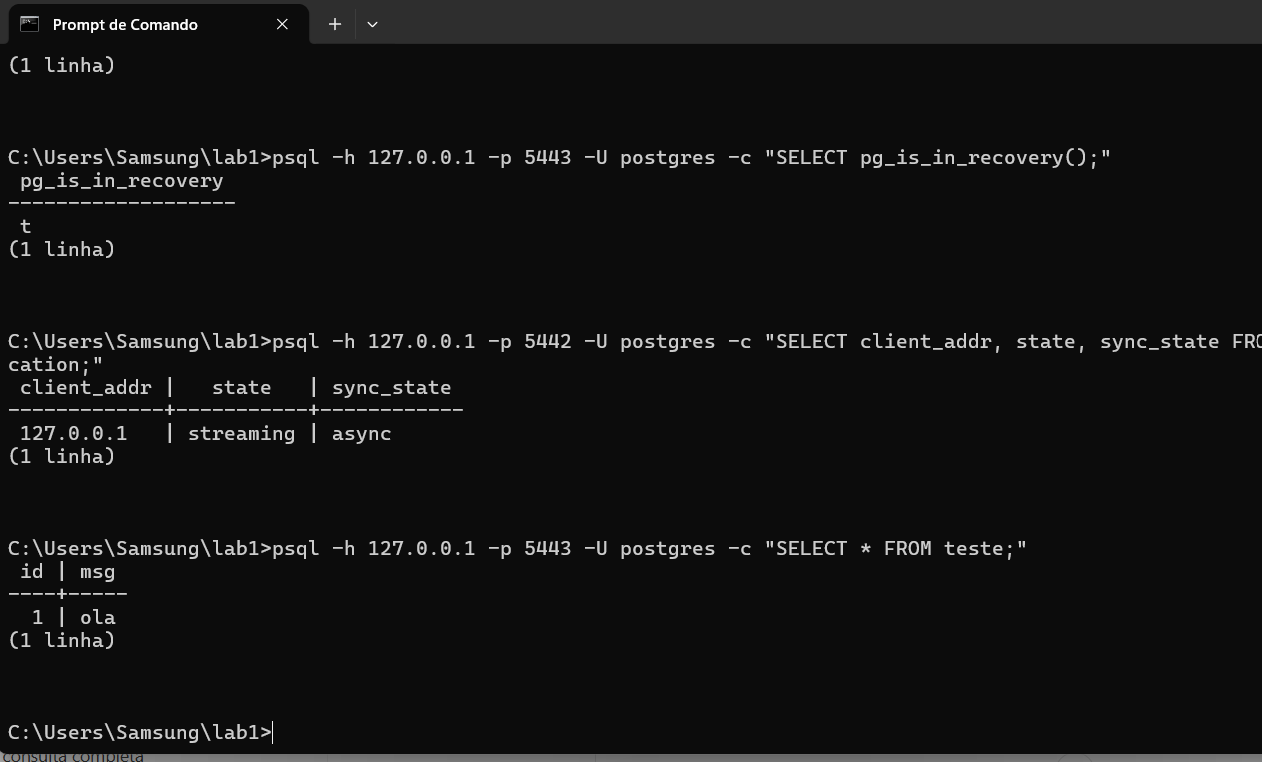 Prompt de Comando
(1 linha)
C:\Users\Samsung\lab1>psql -h 127.0.0.1 -p 5443 -U postgres -c "SELECT pg_is_in_recovery();"
pg_is_in_recovery
-------------------
t
(1 linha)
C:\Users\Samsung\lab1>psql -h 127.0.0.1 -p 5442 -U postgres -c "SELECT client_addr, state, sync_state FRO
cation;"
client_addr |   state   | sync_state
-------------+-----------+------------
127.0.0.1   | streaming | async
(1 linha)
C:\Users\Samsung\lab1>psql -h 127.0.0.1 -p 5443 -U postgres -c "SELECT * FROM teste;"
id | msg
----+-----
1 | ola
(1 linha)
C:\Users\Samsung\lab1>
consulta completa